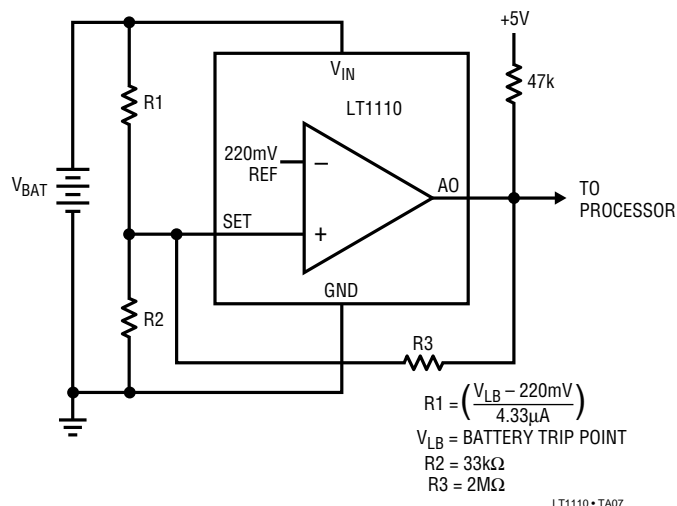 +5V
V_IN
47k
R1
LT1110
220mV
REF
−
V_BAT
AO
TO
PROCESSOR
SET
+
GND
R2
R3
R1 = (V_LB – 220mV / 4.33µA)
V_LB = BATTERY TRIP POINT
R2 = 33kΩ
R3 = 2MΩ
LT1110 • TA07